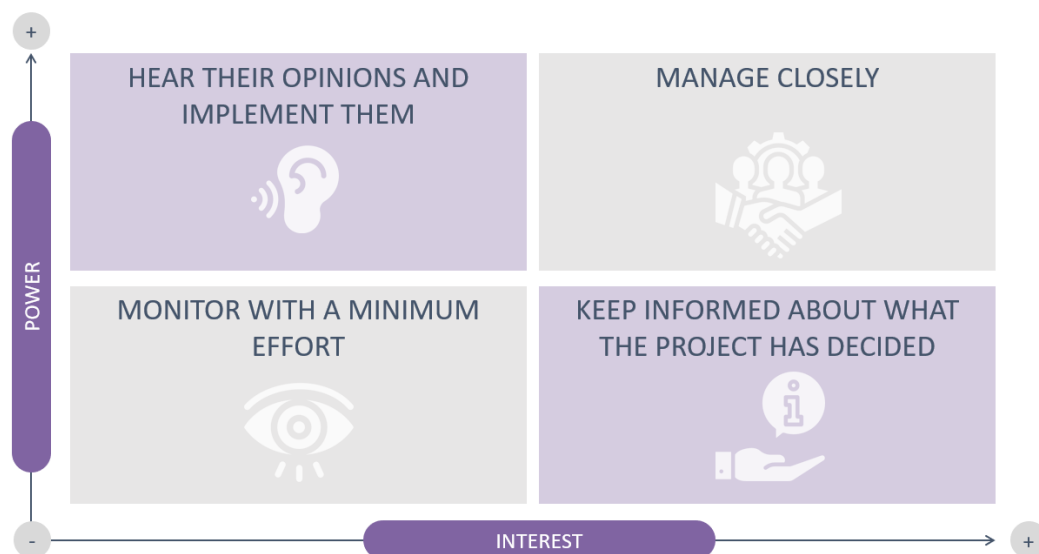 +
HEAR THEIR OPINIONS AND
IMPLEMENT THEM
MANAGE CLOSELY
POWER
MONITOR WITH A MINIMUM
EFFORT
KEEP INFORMED ABOUT WHAT
THE PROJECT HAS DECIDED
i
-
INTEREST
+